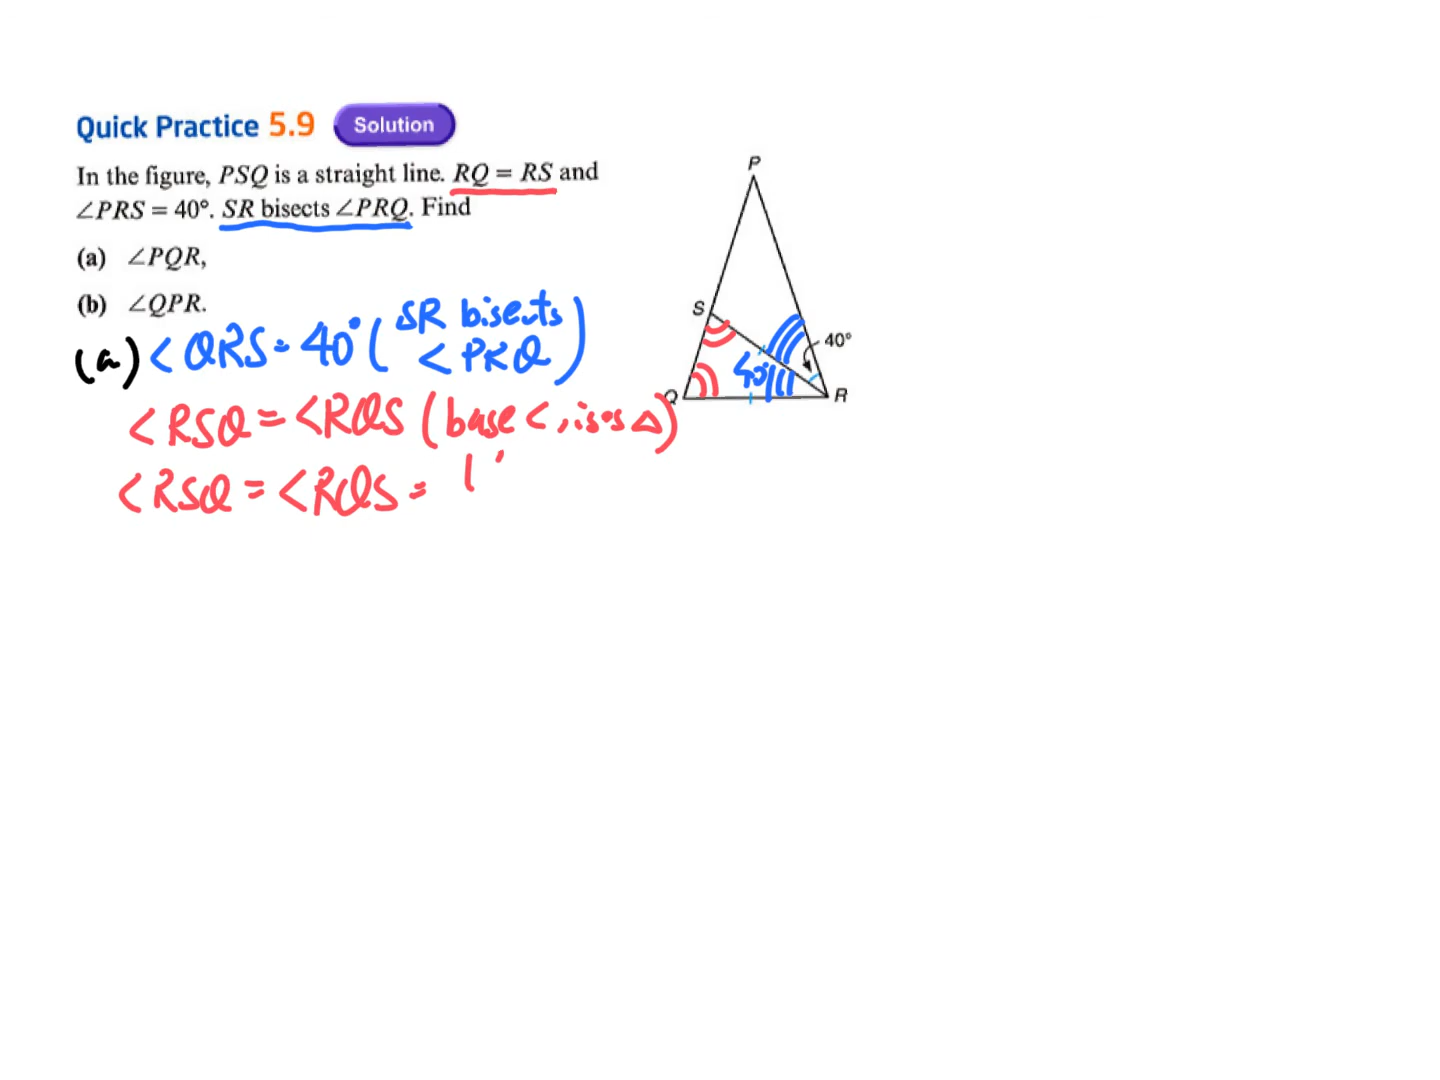 Quick Practice 5.9 Solution
In the figure, PSQ is a straight line. RQ = RS and
∠PRS = 40°. SR bisects ∠PRQ. Find
(a) ∠PQR,
(b) ∠QPR.
(a) <QRS = 40° (SR bisects
<PRQ)
<RSQ = <RQS (base <, isos △)
<RSQ = <RQS = (
P
S
40°
40°
Q
R